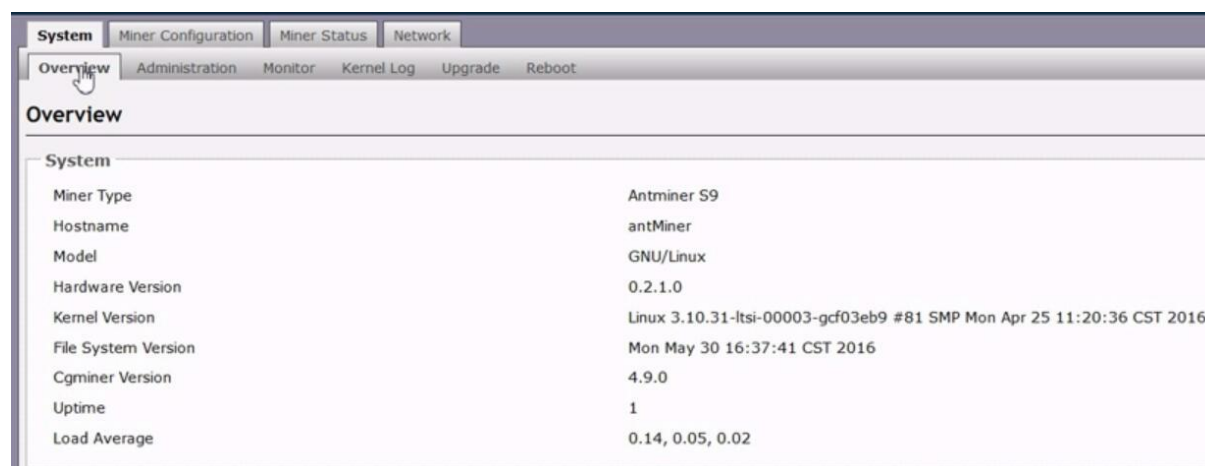 System Miner Configuration Miner Status Network
Overview Administration Monitor Kernel Log Upgrade Reboot
Overview
System
Miner Type Antminer S9
Hostname antMiner
Model GNU/Linux
Hardware Version 0.2.1.0
Kernel Version Linux 3.10.31-ltsi-00003-gcf03eb9 #81 SMP Mon Apr 25 11:20:36 CST 2016
File System Version Mon May 30 16:37:41 CST 2016
Cgminer Version 4.9.0
Uptime 1
Load Average 0.14, 0.05, 0.02